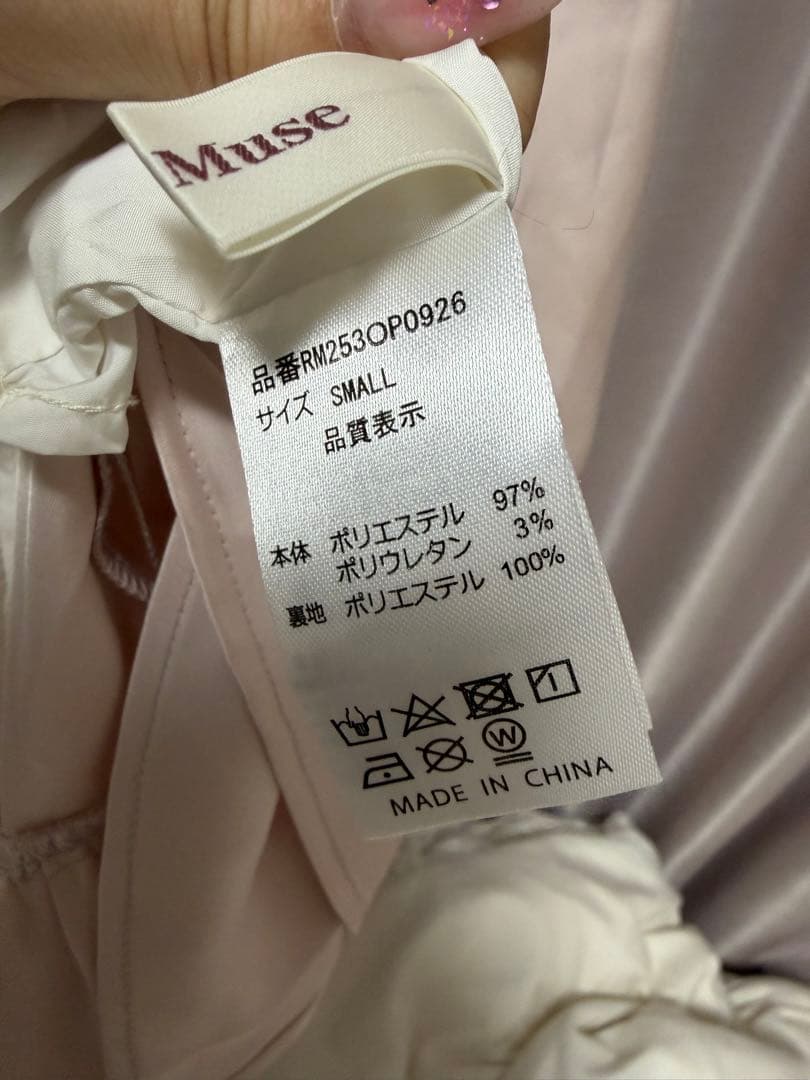 Muse
品番RM253OP0926
サイズ SMALL
品質表示
本体 ポリエステル 97%
ポリウレタン 3%
裏地 ポリエステル 100%
W
MADE IN CHINA